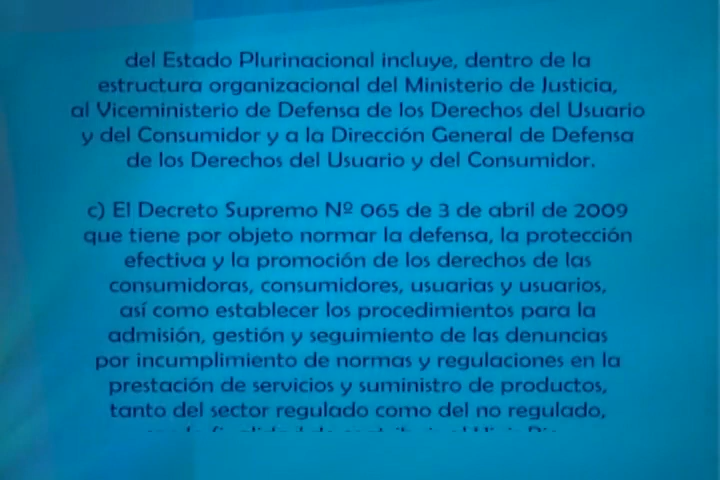 del Estado Plurinacional incluye, dentro de la
estructura organizacional del Ministerio de Justicia,
al Viceministerio de Defensa de los Derechos del Usuario
y del Consumidor y a la Dirección General de Defensa
de los Derechos del Usuario y del Consumidor.
c) El Decreto Supremo Nº 065 de 3 de abril de 2009
que tiene por objeto normar la defensa, la protección
efectiva y la promoción de los derechos de las
consumidoras, consumidores, usuarias y usuarios,
así como establecer los procedimientos para la
admisión, gestión y seguimiento de las denuncias
por incumplimiento de normas y regulaciones en la
prestación de servicios y suministro de productos,
tanto del sector regulado como del no regulado,